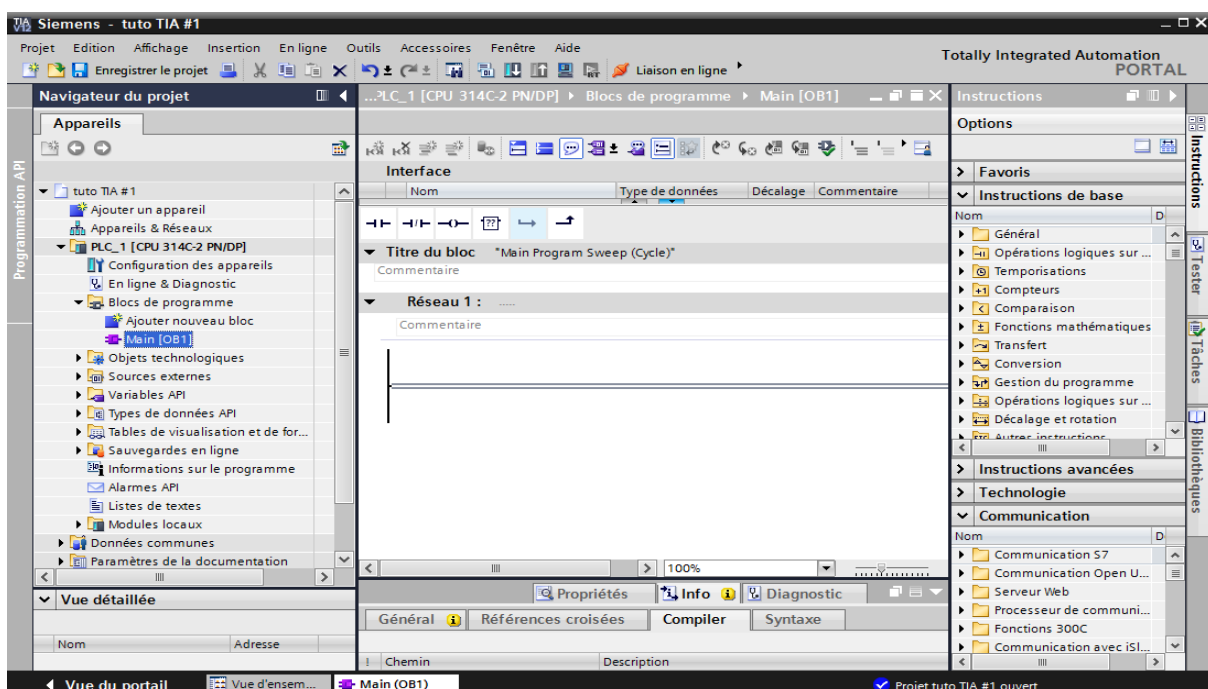 Siemens - tuto TIA #1
Projet Edition Affichage Insertion En ligne Outils Accessoires Fenêtre Aide
Totally Integrated Automation
PORTAL
Enregistrer le projet
Liaison en ligne
Programmation API
Navigateur du projet
Appareils
tuto TIA #1
Ajouter un appareil
Appareils & Réseaux
PLC_1 [CPU 314C-2 PN/DP]
Configuration des appareils
En ligne & Diagnostic
Blocs de programme
Ajouter nouveau bloc
Main [OB1]
Objets technologiques
Sources externes
Variables API
Types de données API
Tables de visualisation et de for...
Sauvegardes en ligne
Informations sur le programme
Alarmes API
Listes de textes
Modules locaux
Données communes
Paramètres de la documentation
Vue détaillée
Nom Adresse
...PLC_1 [CPU 314C-2 PN/DP] Blocs de programme Main [OB1]
Interface
Nom Type de données Décalage Commentaire
??
Titre du bloc "Main Program Sweep (Cycle)"
Commentaire
Réseau 1 : .....
Commentaire
100%
Propriétés Info Diagnostic
Général Références croisées Compiler Syntaxe
! Chemin Description
Instructions
Options
Favoris
Instructions de base
Nom D
Général
Opérations logiques sur ...
Temporisations
Compteurs
Comparaison
Fonctions mathématiques
Transfert
Conversion
Gestion du programme
Opérations logiques sur ...
Décalage et rotation
Autres instructions
Instructions avancées
Technologie
Communication
Nom D
Communication S7
Communication Open U...
Serveur Web
Processeur de communi...
Fonctions 300C
Communication avec iSl...
Instructions
Tester
Tâches
Bibliothèques
Vue du portail Vue d'ensem... Main (OB1)
Projet tuto TIA #1 ouvert